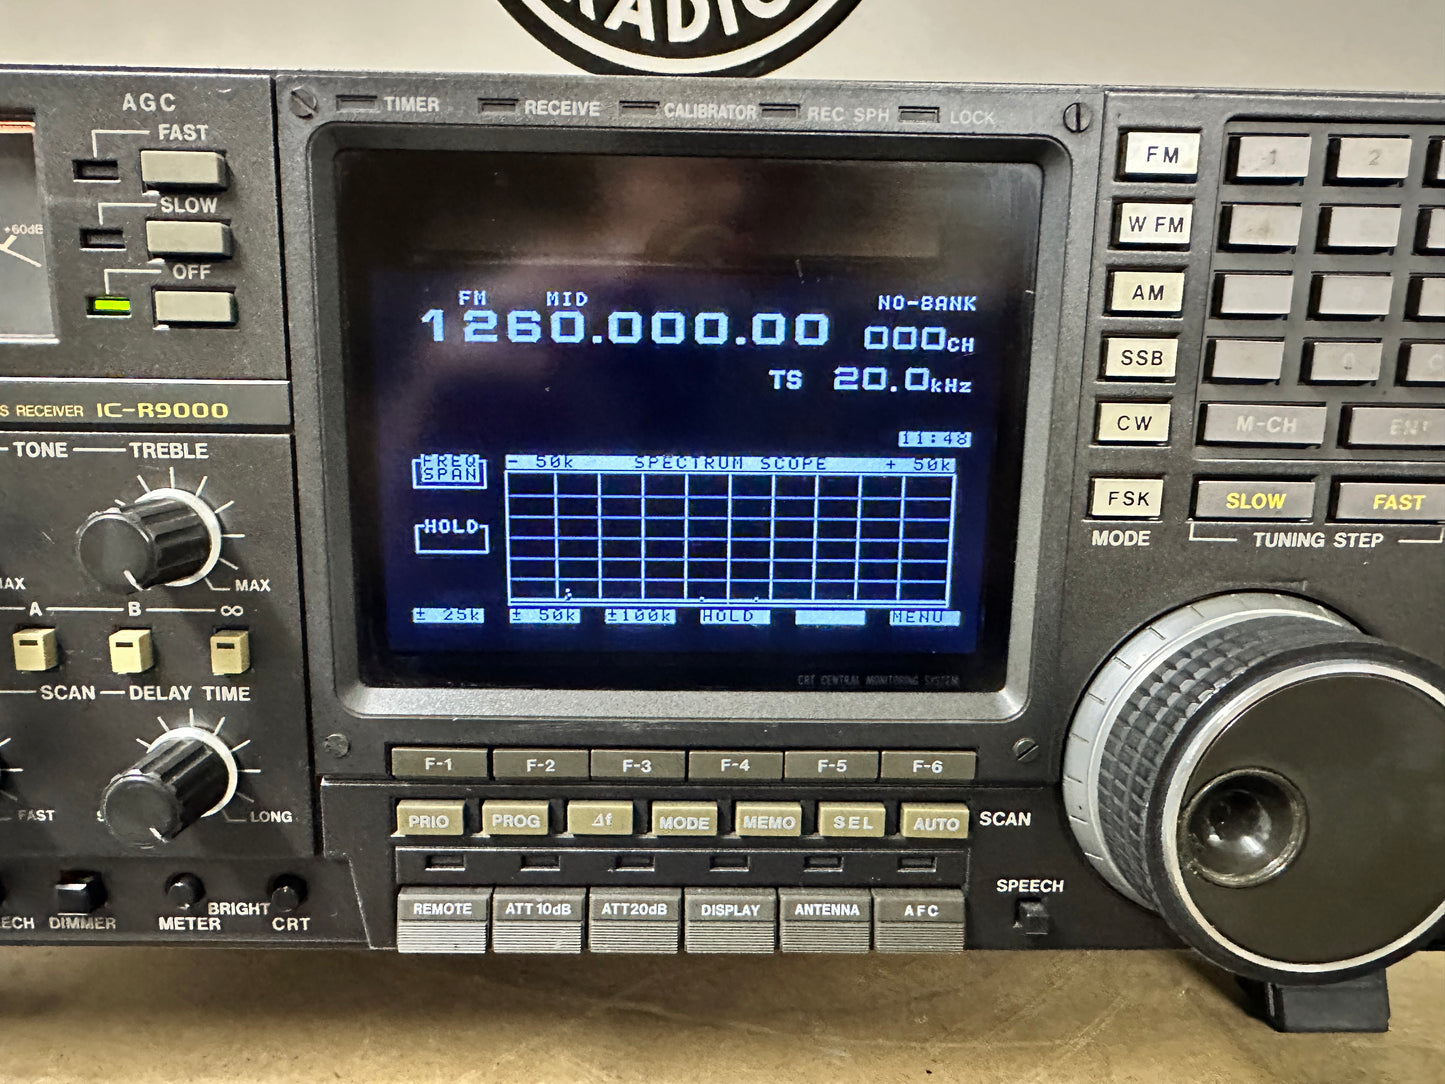 RADIO
AGC
FAST
SLOW
OFF
+60dB
TIMER
RECEIVE
CALIBRATOR
REC SPH
LOCK
FM MID NO-BANK
1260.000.00 000CH
TS 20.0kHz
11:48
FREQ SPAN
- 50k SPECTRUM SCOPE + 50k
HOLD
± 25k ± 50k ±100k HOLD MENU
CRT CENTRAL MONITORING SYSTEM
RECEIVER IC-R9000
TONE TREBLE
MAX
A B ∞
SCAN DELAY TIME
FAST
LONG
DIMMER
METER BRIGHT CRT
F-1 F-2 F-3 F-4 F-5 F-6
PRIO PROG Δf MODE MEMO SEL AUTO SCAN
REMOTE ATT 10dB ATT20dB DISPLAY ANTENNA AFC
SPEECH
FM 1 2
W FM
AM
SSB 0
CW M-CH
FSK SLOW FAST
MODE TUNING STEP